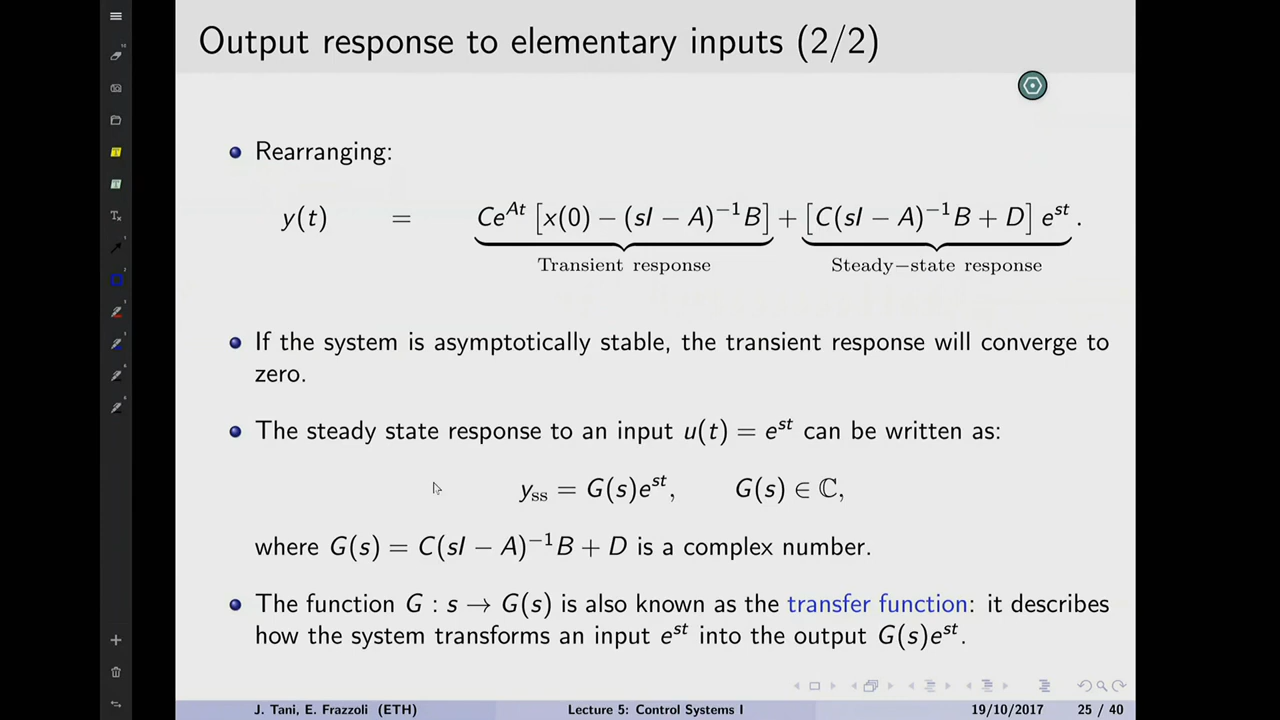 Output response to elementary inputs (2/2)
Rearranging:
y(t) = Ce^{At} [x(0) − (sI − A)^{−1}B] + [C(sI − A)^{−1}B + D] e^{st} .
Transient response Steady−state response
If the system is asymptotically stable, the transient response will converge to
zero.
The steady state response to an input u(t) = e^{st} can be written as:
y_{ss} = G(s)e^{st}, G(s) ∈ ℂ,
where G(s) = C(sI − A)^{−1}B + D is a complex number.
The function G : s → G(s) is also known as the transfer function: it describes
how the system transforms an input e^{st} into the output G(s)e^{st}.
J. Tani, E. Frazzoli (ETH) Lecture 5: Control Systems I 19/10/2017 25 / 40